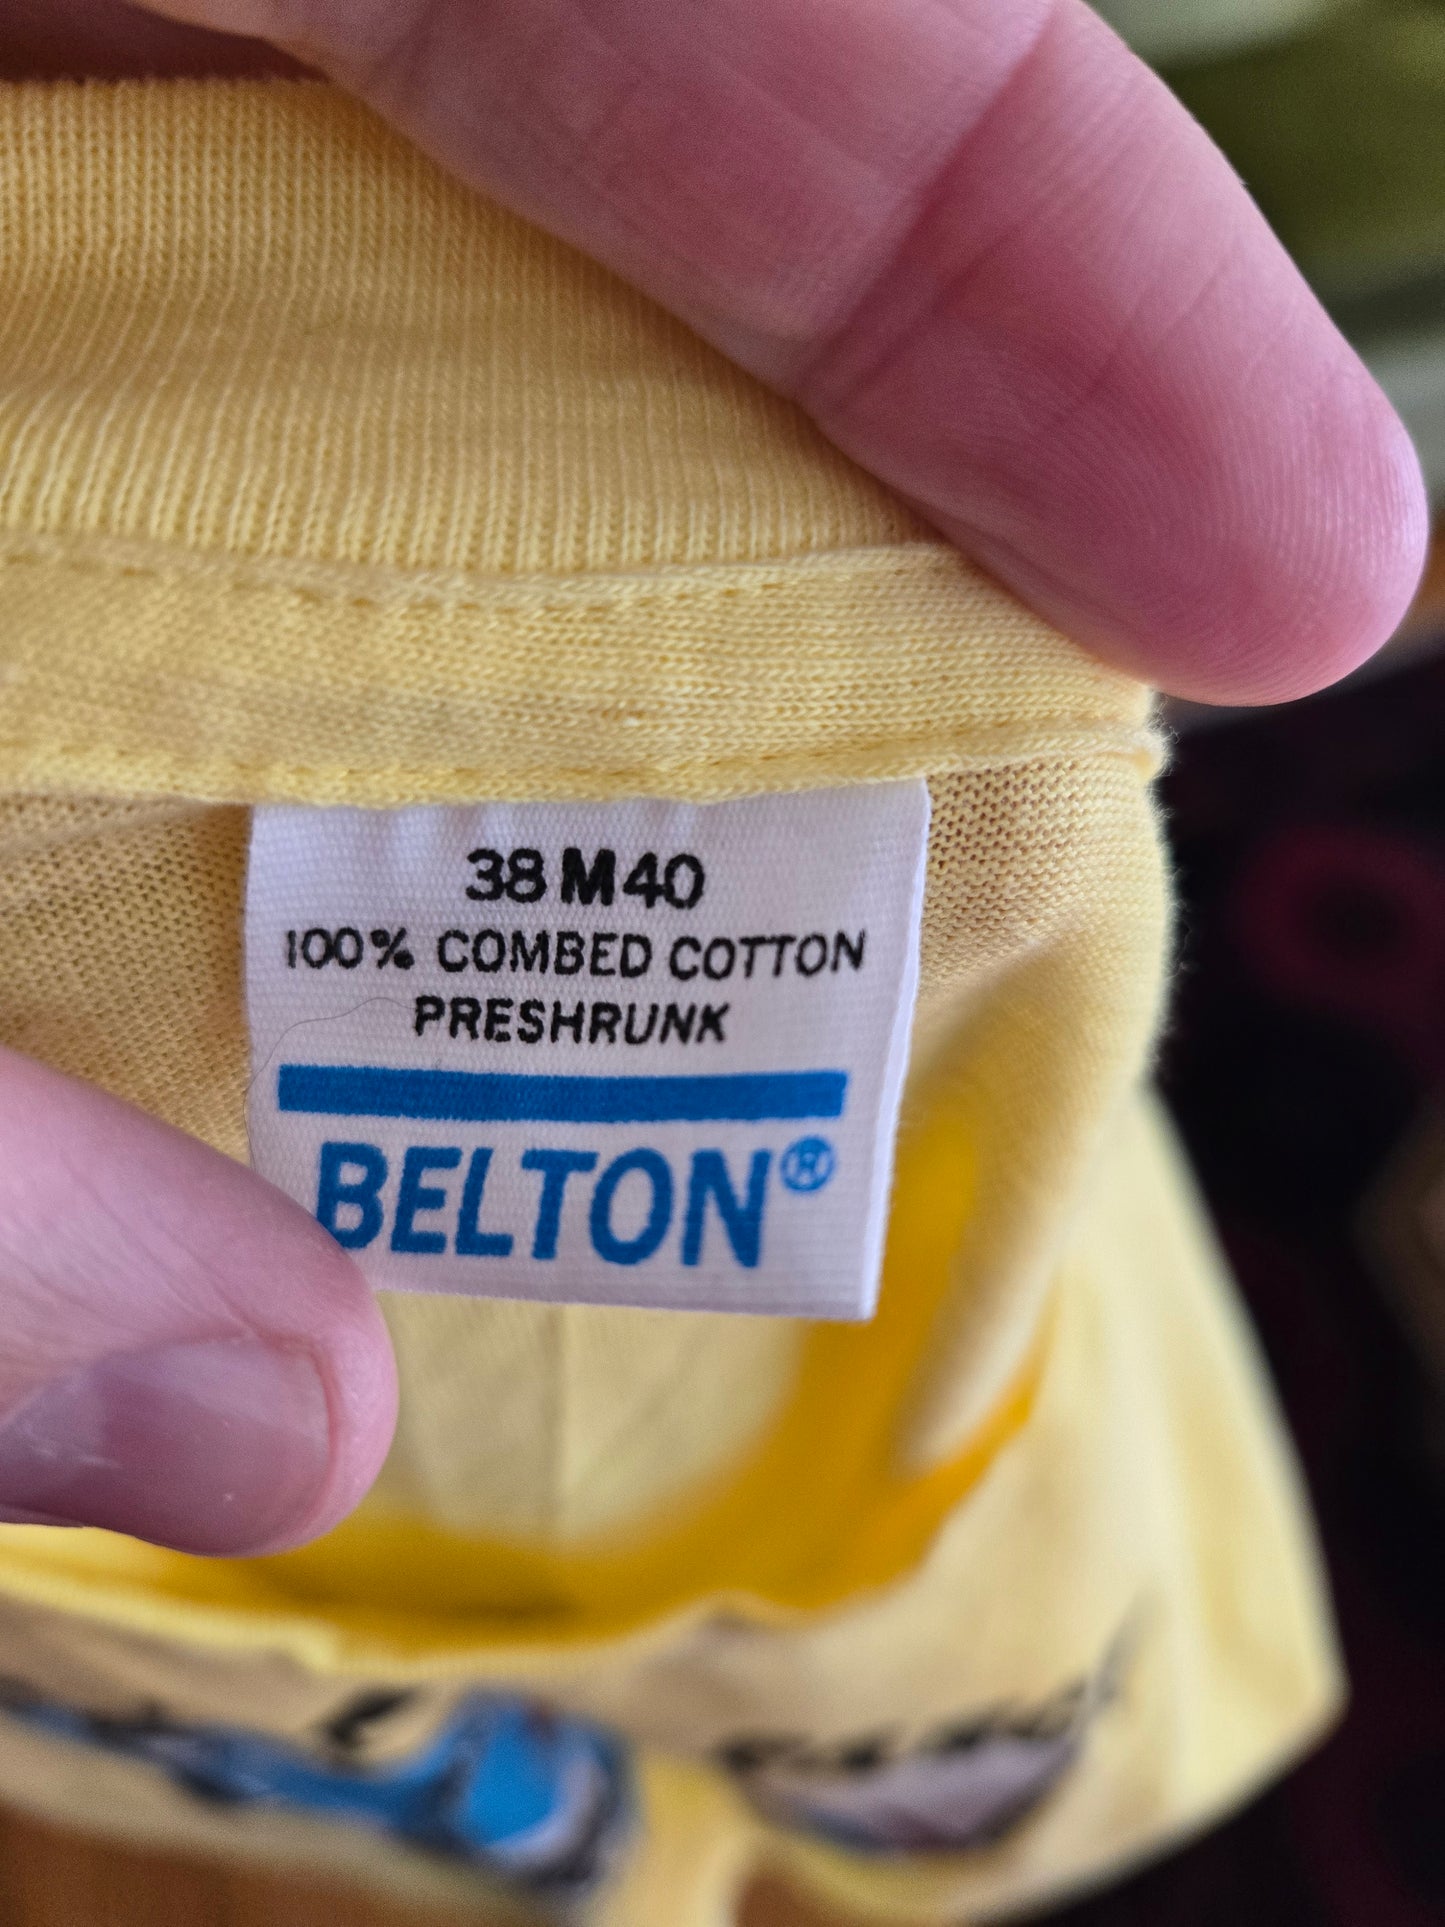 38 M 40
100% COMBED COTTON
PRESHRUNK
BELTON®